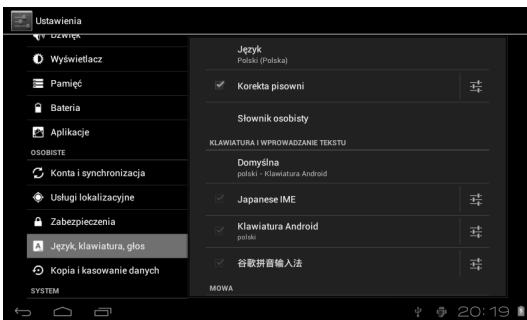 Ustawienia
Dźwięk
Wyświetlacz
Pamięć
Bateria
Aplikacje
OSOBISTE
Konta i synchronizacja
Usługi lokalizacyjne
Zabezpieczenia
Język, klawiatura, głos
Kopia i kasowanie danych
SYSTEM
Język
Polski (Polska)
Korekta pisowni
Słownik osobisty
KLAWIATURA I WPROWADZANIE TEKSTU
Domyślna
polski - Klawiatura Android
Japanese IME
Klawiatura Android
polski
谷歌拼音输入法
MOWA
20:19